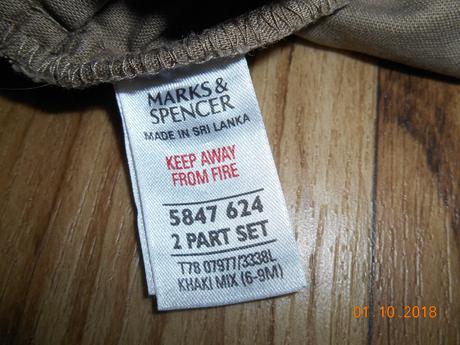 MARKS &
SPENCER
MADE IN SRI LANKA
KEEP AWAY
FROM FIRE
5847 624
2 PART SET
T78 07977/3338L
KHAKI MIX (6-9M)
01.10.2018